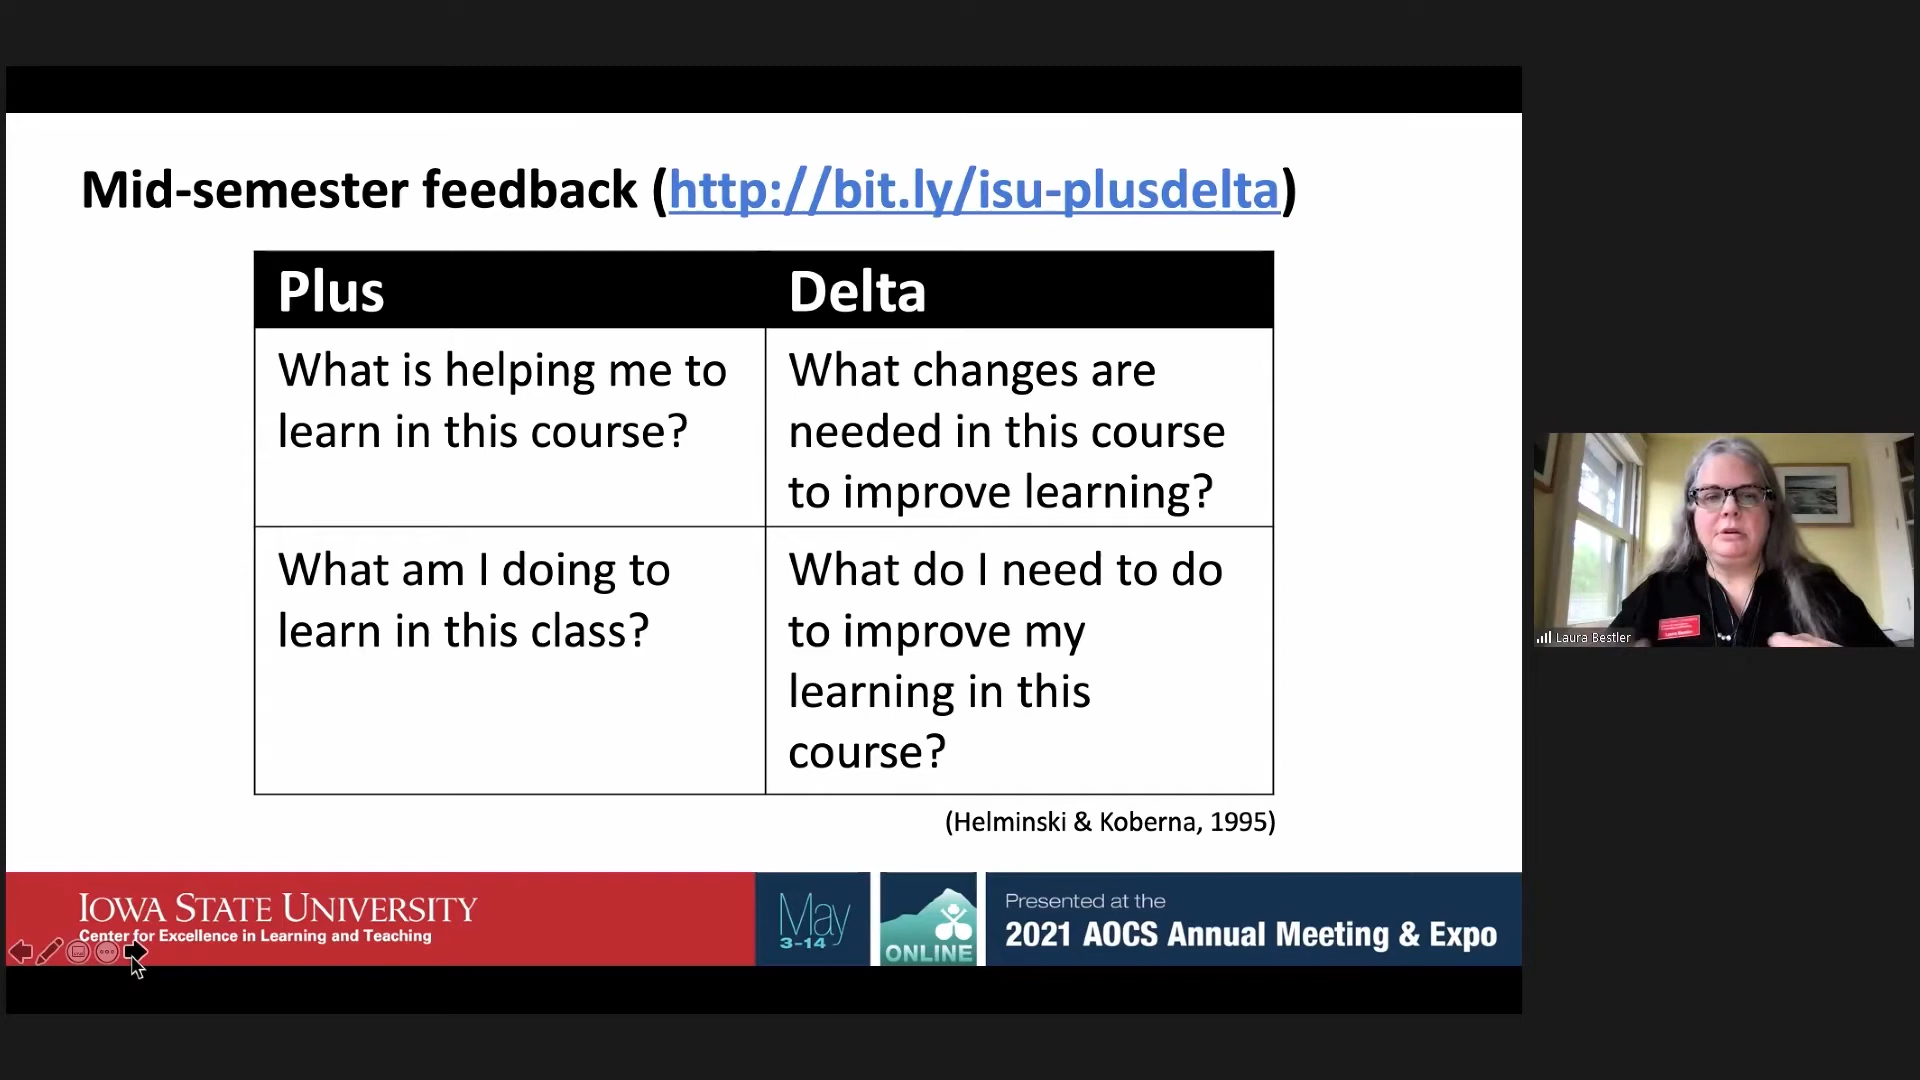 Mid-semester feedback (http://bit.ly/isu-plusdelta)
Plus
Delta
What is helping me to
learn in this course?
What changes are
needed in this course
to improve learning?
What am I doing to
learn in this class?
What do I need to do
to improve my
learning in this
course?
(Helminski & Koberna, 1995)
IOWA STATE UNIVERSITY
Center for Excellence in Learning and Teaching
May
3-14
ONLINE
Presented at the
2021 AOCS Annual Meeting & Expo
Laura Bestler